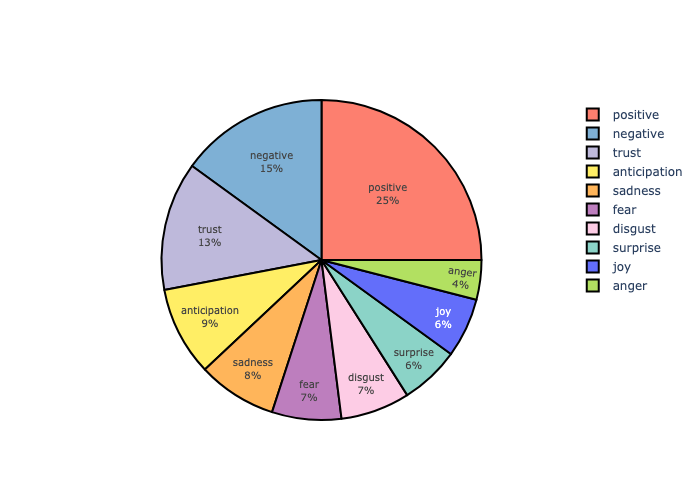 positive
25%
negative
15%
trust
13%
anticipation
9%
sadness
8%
fear
7%
disgust
7%
surprise
6%
joy
6%
anger
4%
positive
negative
trust
anticipation
sadness
fear
disgust
surprise
joy
anger